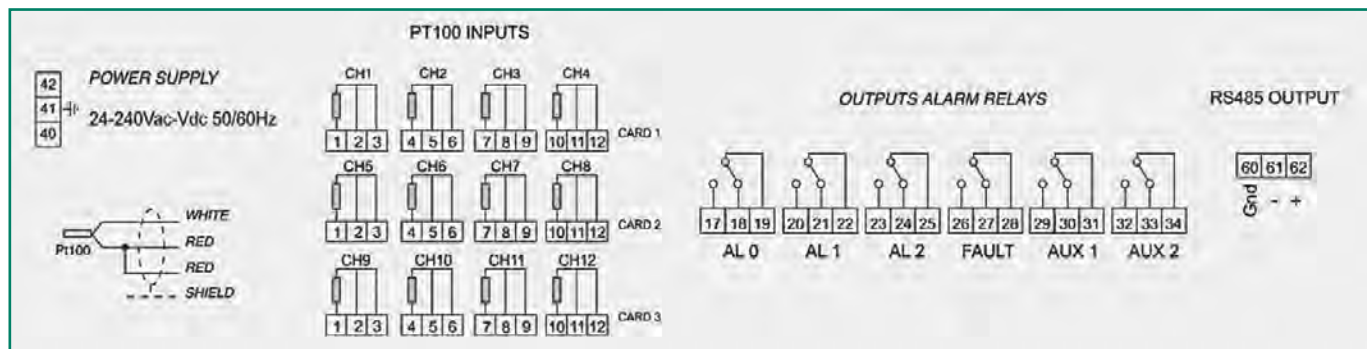 PT100 INPUTS
42
41
40
POWER SUPPLY
24-240Vac-Vdc 50/60Hz
CH1 CH2 CH3 CH4
1 2 3 4 5 6 7 8 9 10 11 12 CARD 1
CH5 CH6 CH7 CH8
1 2 3 4 5 6 7 8 9 10 11 12 CARD 2
CH9 CH10 CH11 CH12
1 2 3 4 5 6 7 8 9 10 11 12 CARD 3
Pt100
WHITE
RED
RED
SHIELD
OUTPUTS ALARM RELAYS
17 18 19 20 21 22 23 24 25 26 27 28 29 30 31 32 33 34
AL 0 AL 1 AL 2 FAULT AUX 1 AUX 2
RS485 OUTPUT
60 61 62
Gnd - +